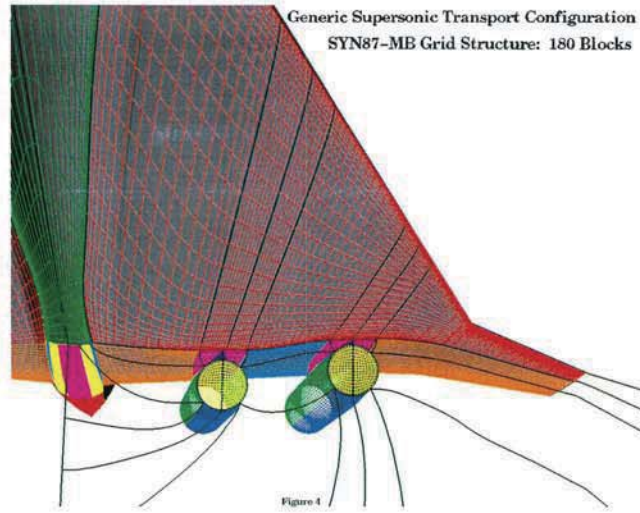 Generic Supersonic Transport Configuration
SYN87-MB Grid Structure: 180 Blocks
Figure 4